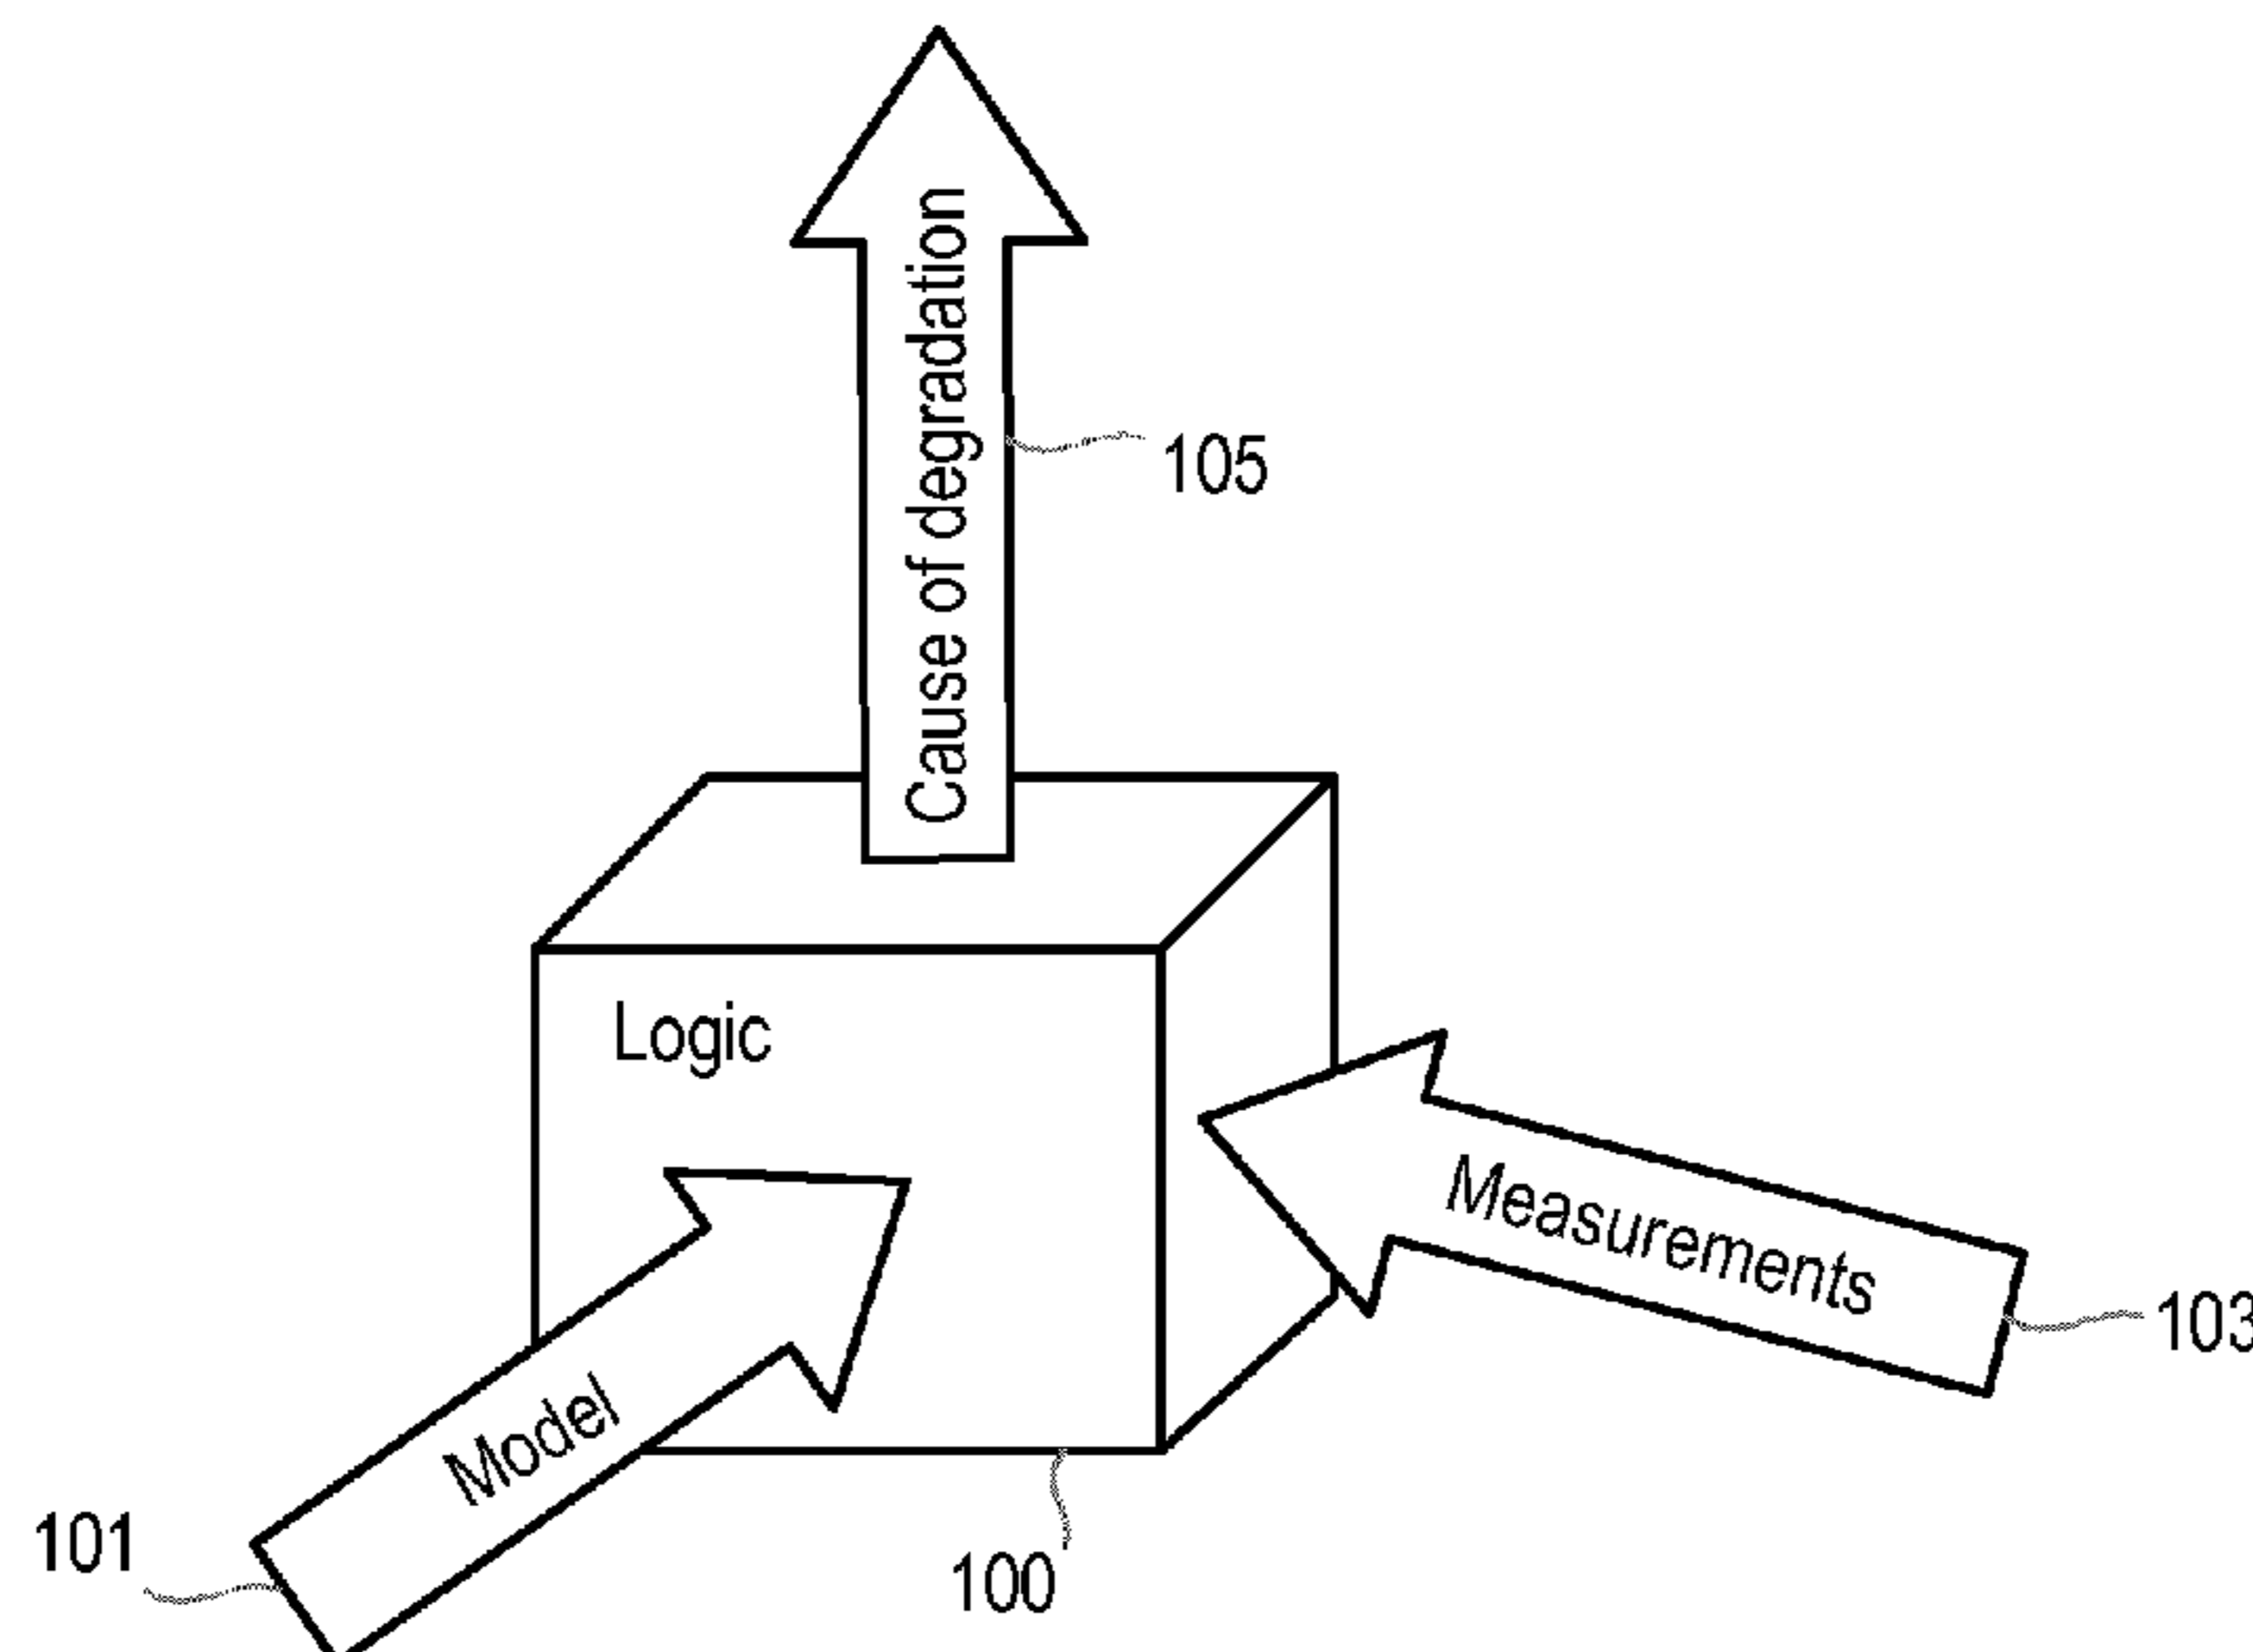 Cause of degradation
105
Logic
Measurements
103
Model
101
100